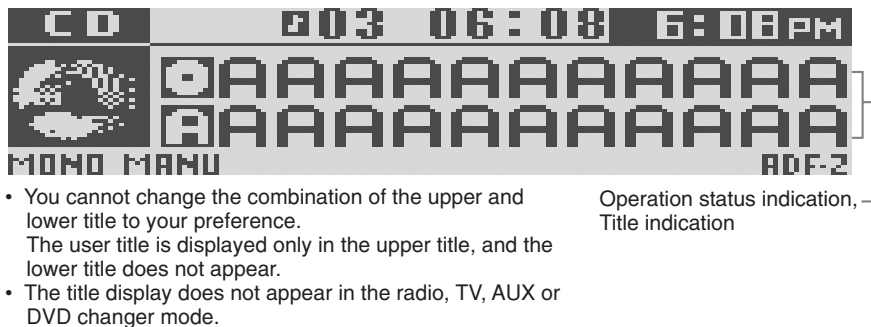 CD ♪03 06:08 6:08PM
AAAAAAAAAAA
AAAAAAAAAAAA
MONO MANU ADF-2
• You cannot change the combination of the upper and
lower title to your preference.
The user title is displayed only in the upper title, and the
lower title does not appear.
• The title display does not appear in the radio, TV, AUX or
DVD changer mode.
Operation status indication,
Title indication